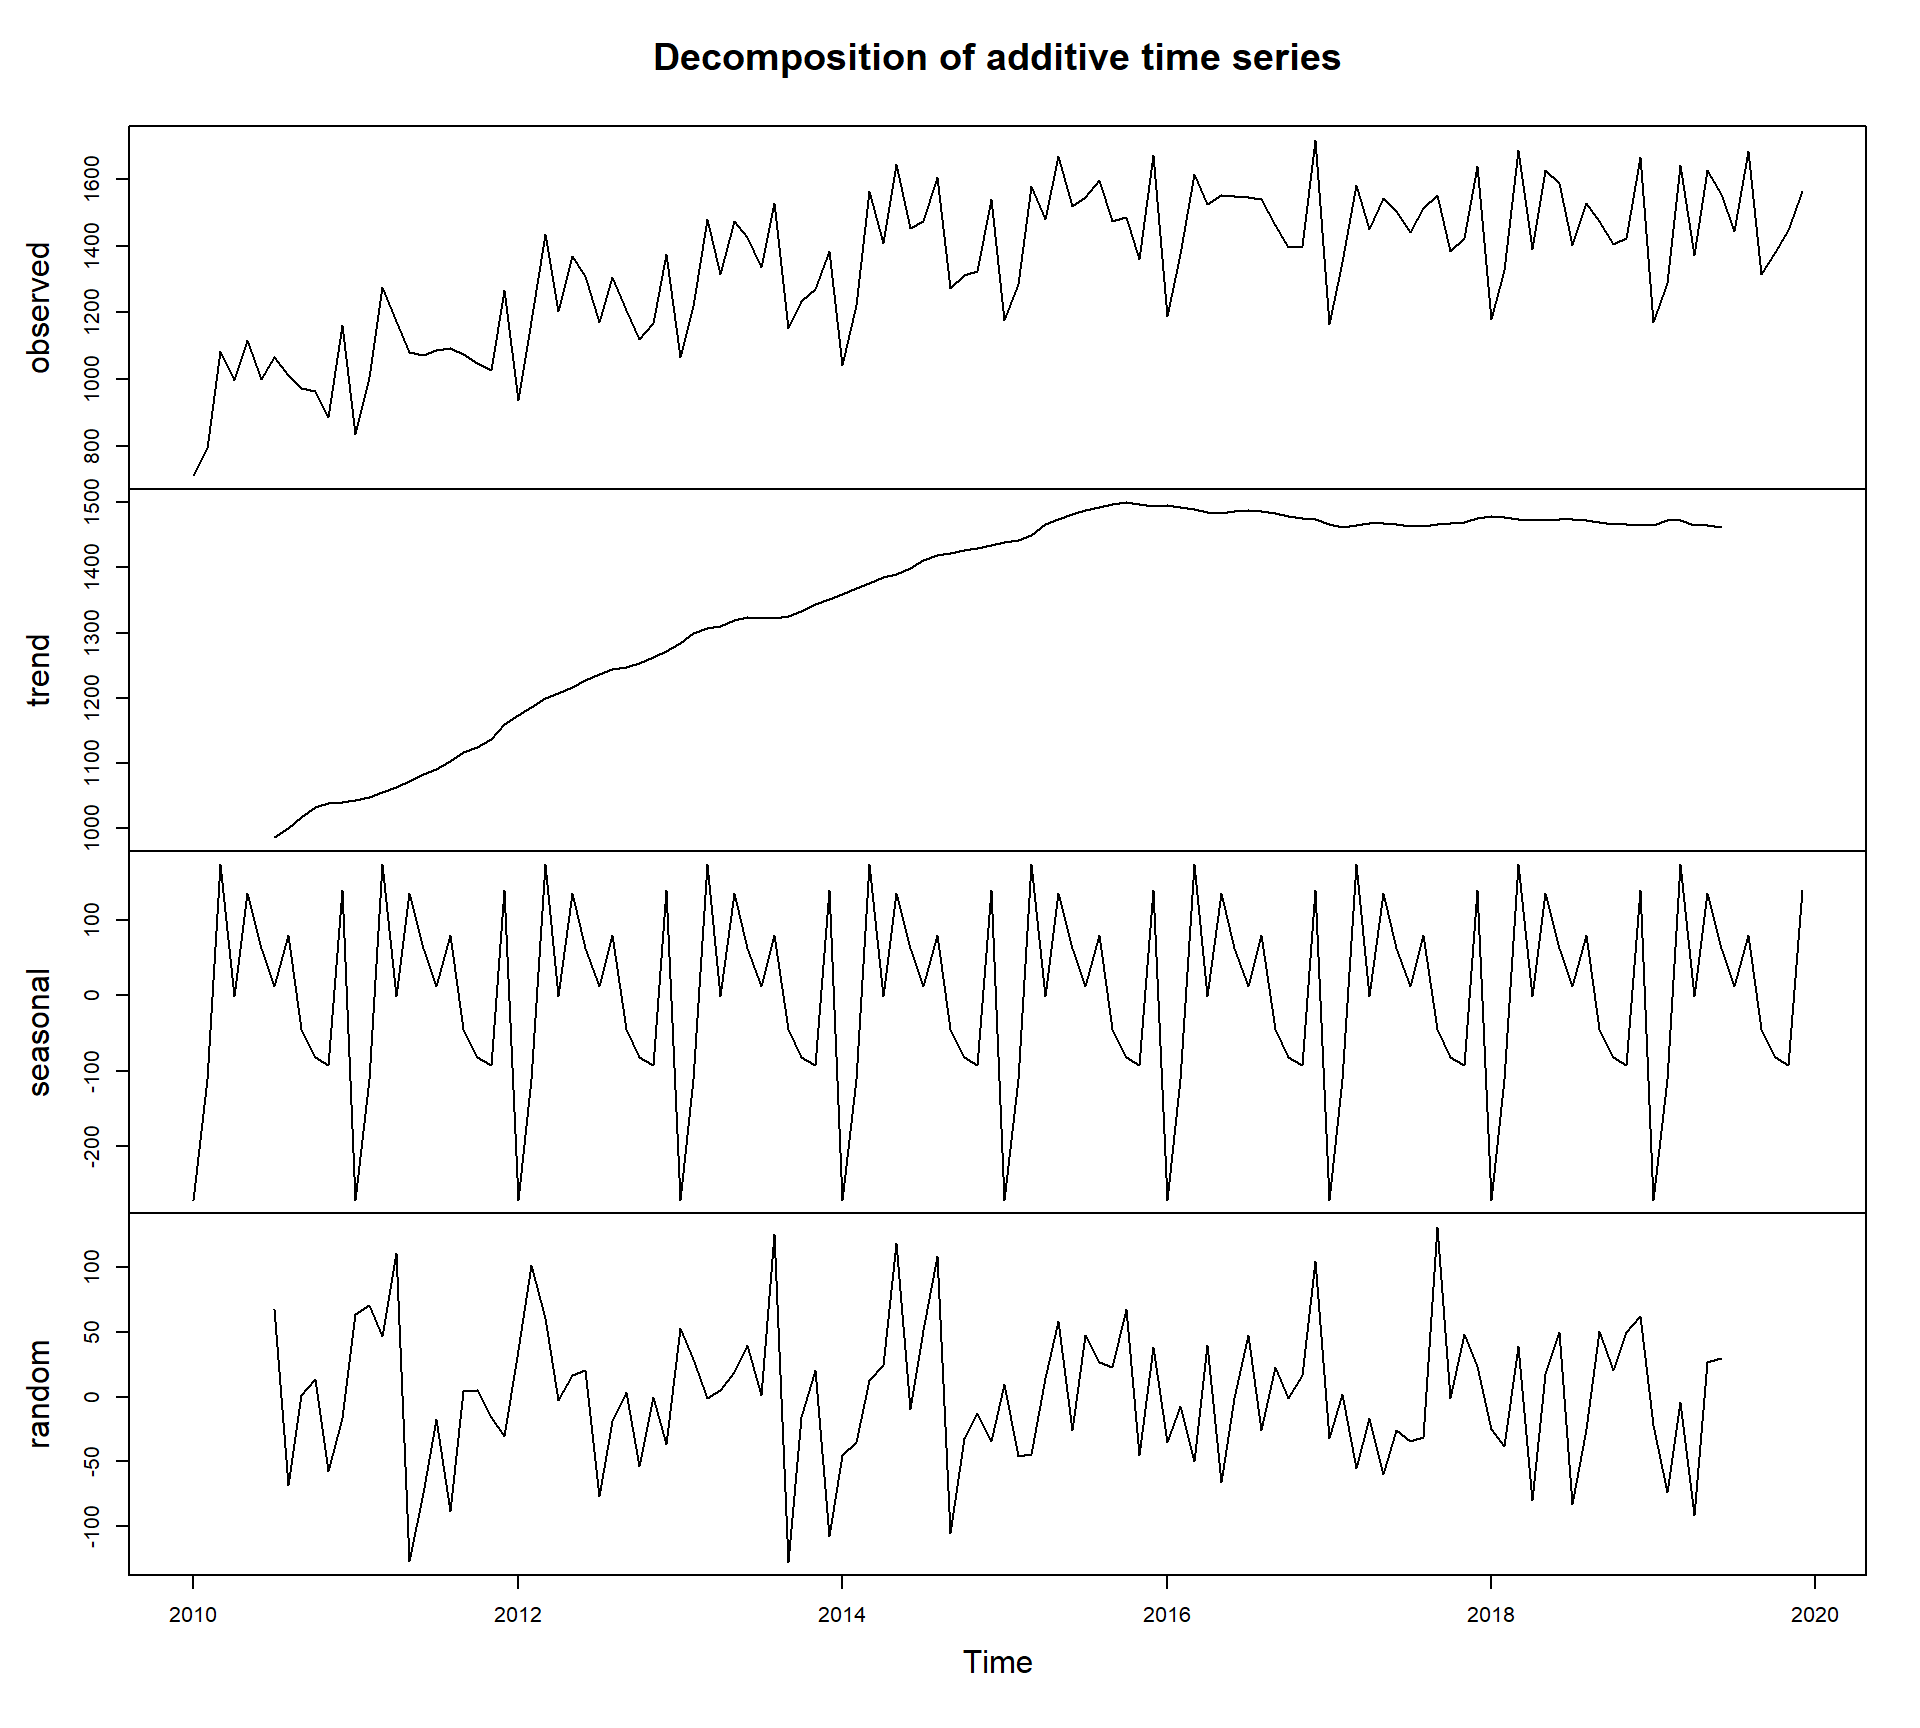 Decomposition of additive time series
observed
800 1000 1200 1400 1600
trend
1000 1100 1200 1300 1400 1500
seasonal
-200 -100 0 100
random
-100 -50 0 50 100
2010 2012 2014 2016 2018 2020
Time